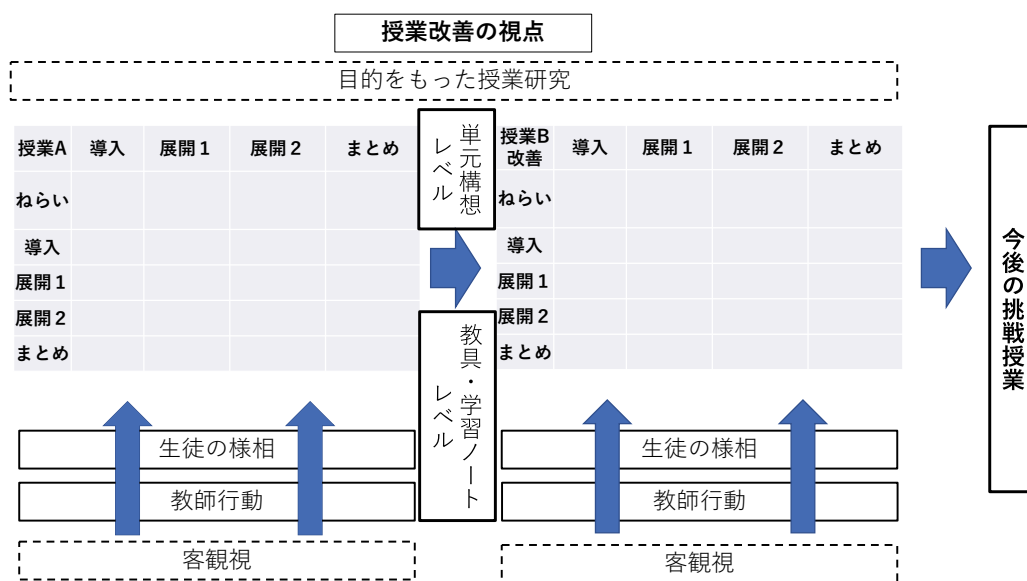 授業改善の視点
目的をもった授業研究
授業A 導入 展開1 展開2 まとめ
ねらい
導入
展開1
展開2
まとめ
単元構想
レベル
教具・学習ノート
レベル
授業B
改善
導入 展開1 展開2 まとめ
ねらい
導入
展開1
展開2
まとめ
生徒の様相
教師行動
客観視
生徒の様相
教師行動
客観視
今後の挑戦授業